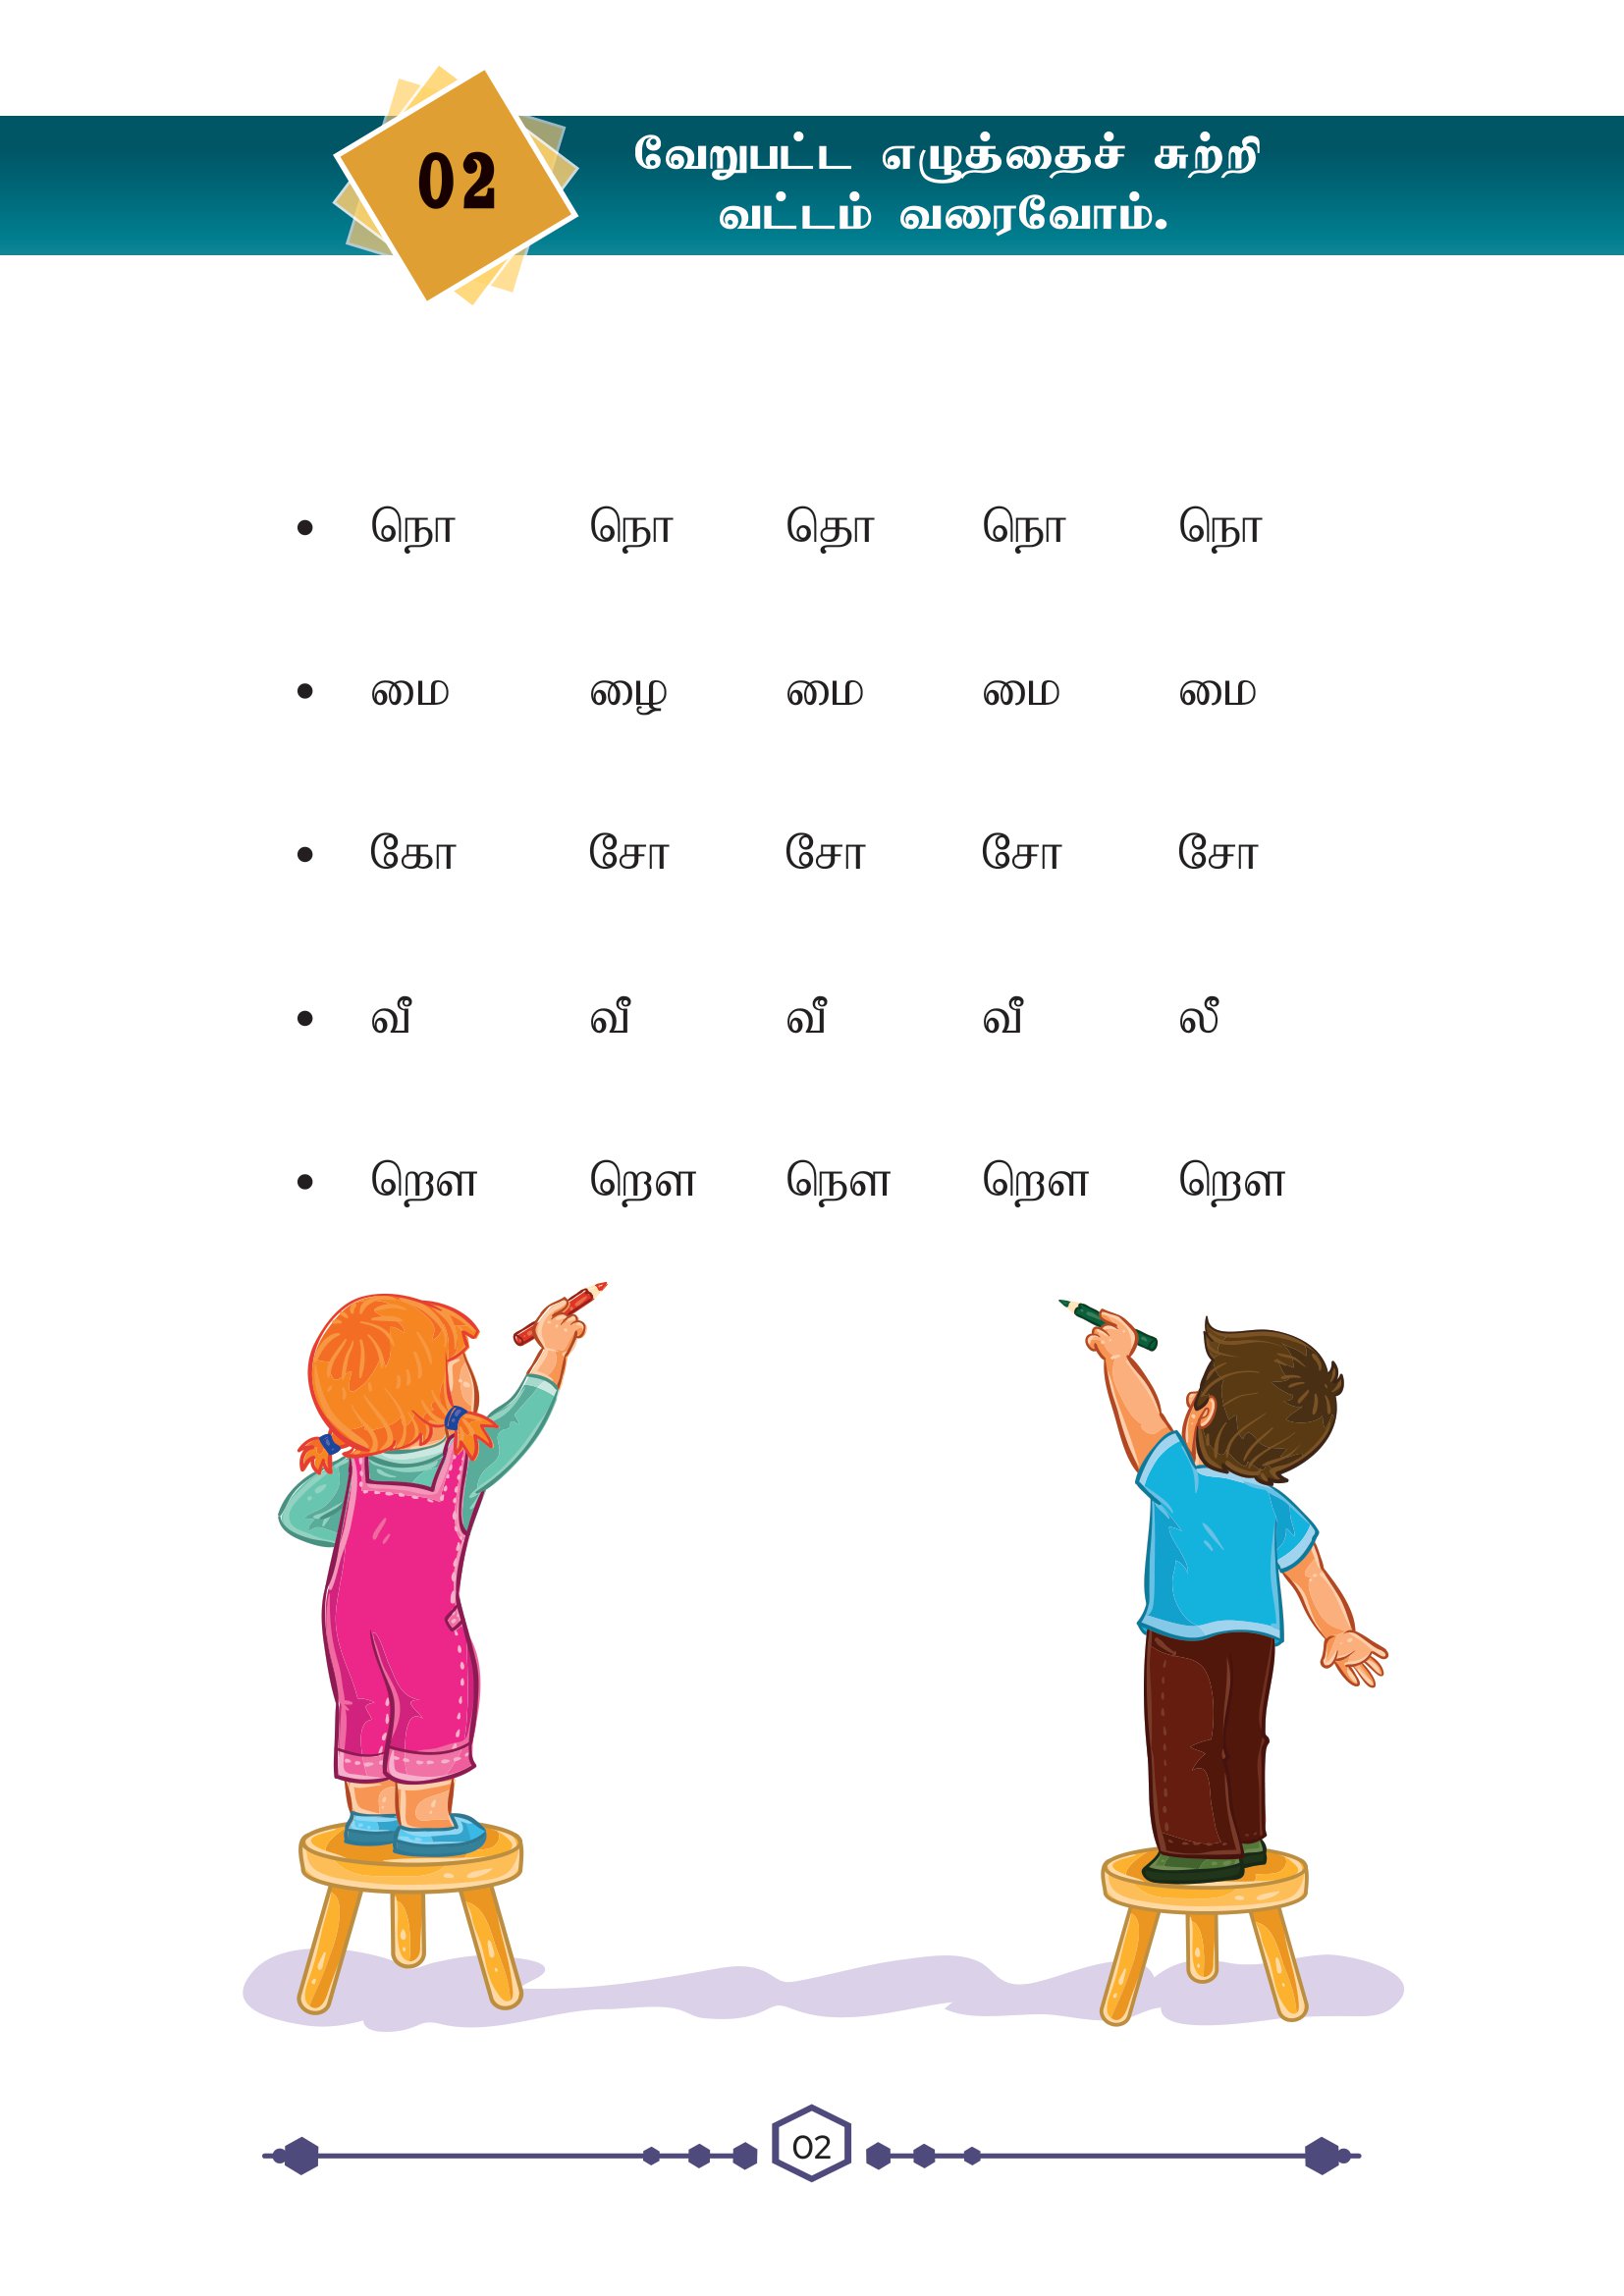 02
வேறுபட்ட எழுத்தைச் சுற்றி
வட்டம் வரைவோம்.
• நொ நொ தொ நொ நொ
• மை ழை மை மை மை
• கோ சோ சோ சோ சோ
• வீ வீ வீ வீ லீ
• றௌ றௌ நௌ றௌ றௌ
02